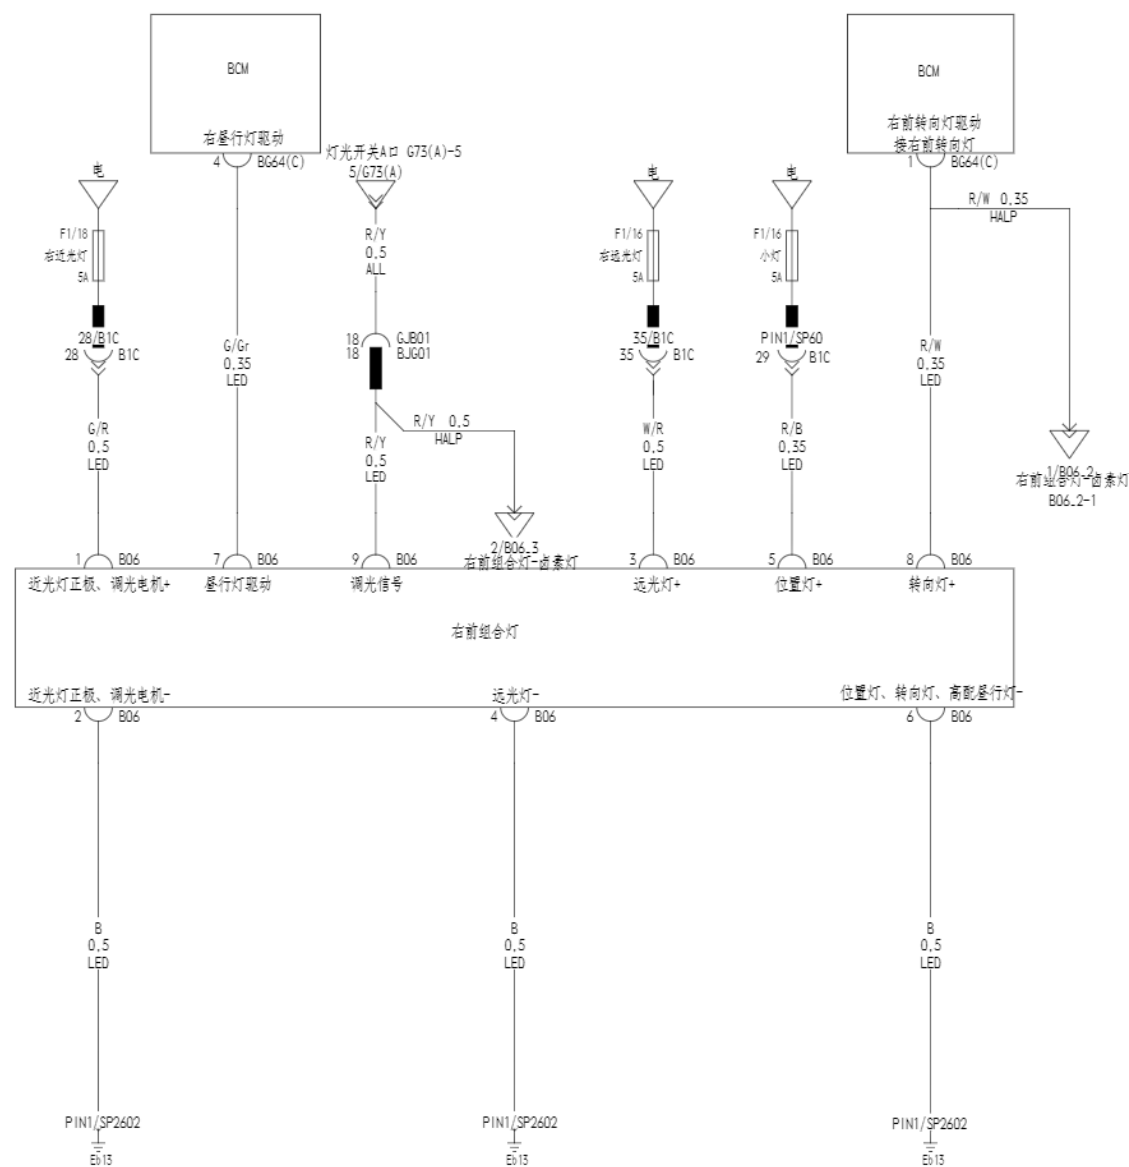 BCM
右昼行灯驱动
4 BG64(C)
灯光开关A口 G73(A)-5
5/G73(A)
BCM
右前转向灯驱动
接右前转向灯
1 BG64(C)
电
F1/18
右近光灯
5A
28/B1C
28 B1C
G/R
0.5
LED
G/Gr
0.35
LED
R/Y
0.5
ALL
18 GJB01
18 BJG01
R/Y 0.5
HALP
R/Y
0.5
LED
2/B06_3
右前组合灯-卤素灯
电
F1/16
右远光灯
5A
35/B1C
35 B1C
W/R
0.5
LED
电
F1/16
小灯
5A
PIN1/SP60
29 B1C
R/B
0.35
LED
R/W 0.35
HALP
R/W
0.35
LED
1/B06_2
右前组合灯-卤素灯
B06_2-1
1 B06
7 B06
9 B06
3 B06
5 B06
8 B06
近光灯正极、调光电机+
昼行灯驱动
调光信号
远光灯+
位置灯+
转向灯+
右前组合灯
近光灯正极、调光电机-
远光灯-
位置灯、转向灯、高配昼行灯-
2 B06
4 B06
6 B06
B
0.5
LED
B
0.5
LED
B
0.5
LED
PIN1/SP2602
PIN1/SP2602
PIN1/SP2602
Eb13
Eb13
Eb13